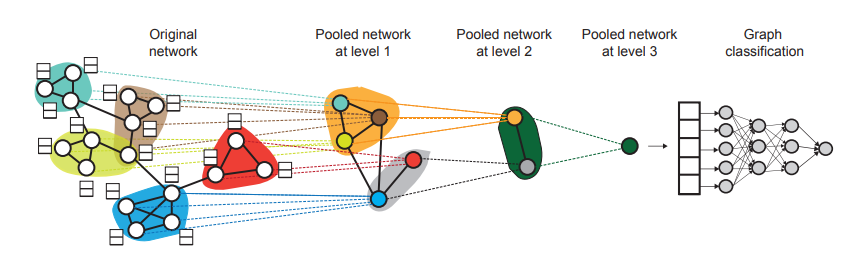 Original
network
Pooled network
at level 1
Pooled network
at level 2
Pooled network
at level 3
Graph
classification